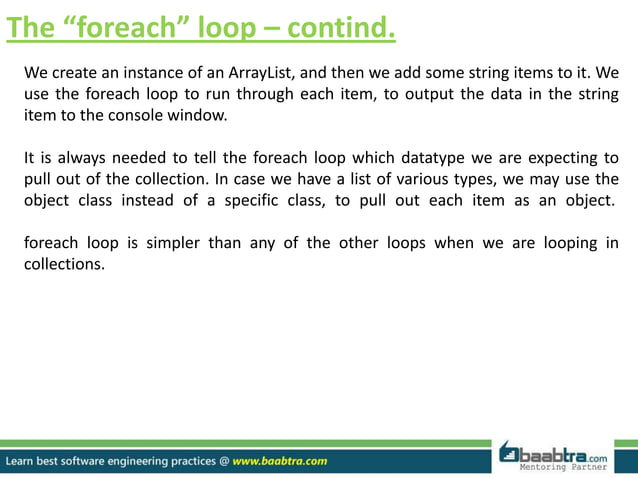 The “foreach” loop – contind.
We create an instance of an ArrayList, and then we add some string items to it. We
use the foreach loop to run through each item, to output the data in the string
item to the console window.
It is always needed to tell the foreach loop which datatype we are expecting to
pull out of the collection. In case we have a list of various types, we may use the
object class instead of a specific class, to pull out each item as an object.
foreach loop is simpler than any of the other loops when we are looping in
collections.
Learn best software engineering practices @ www.baabtra.com
baabtra.com
Mentoring Partner